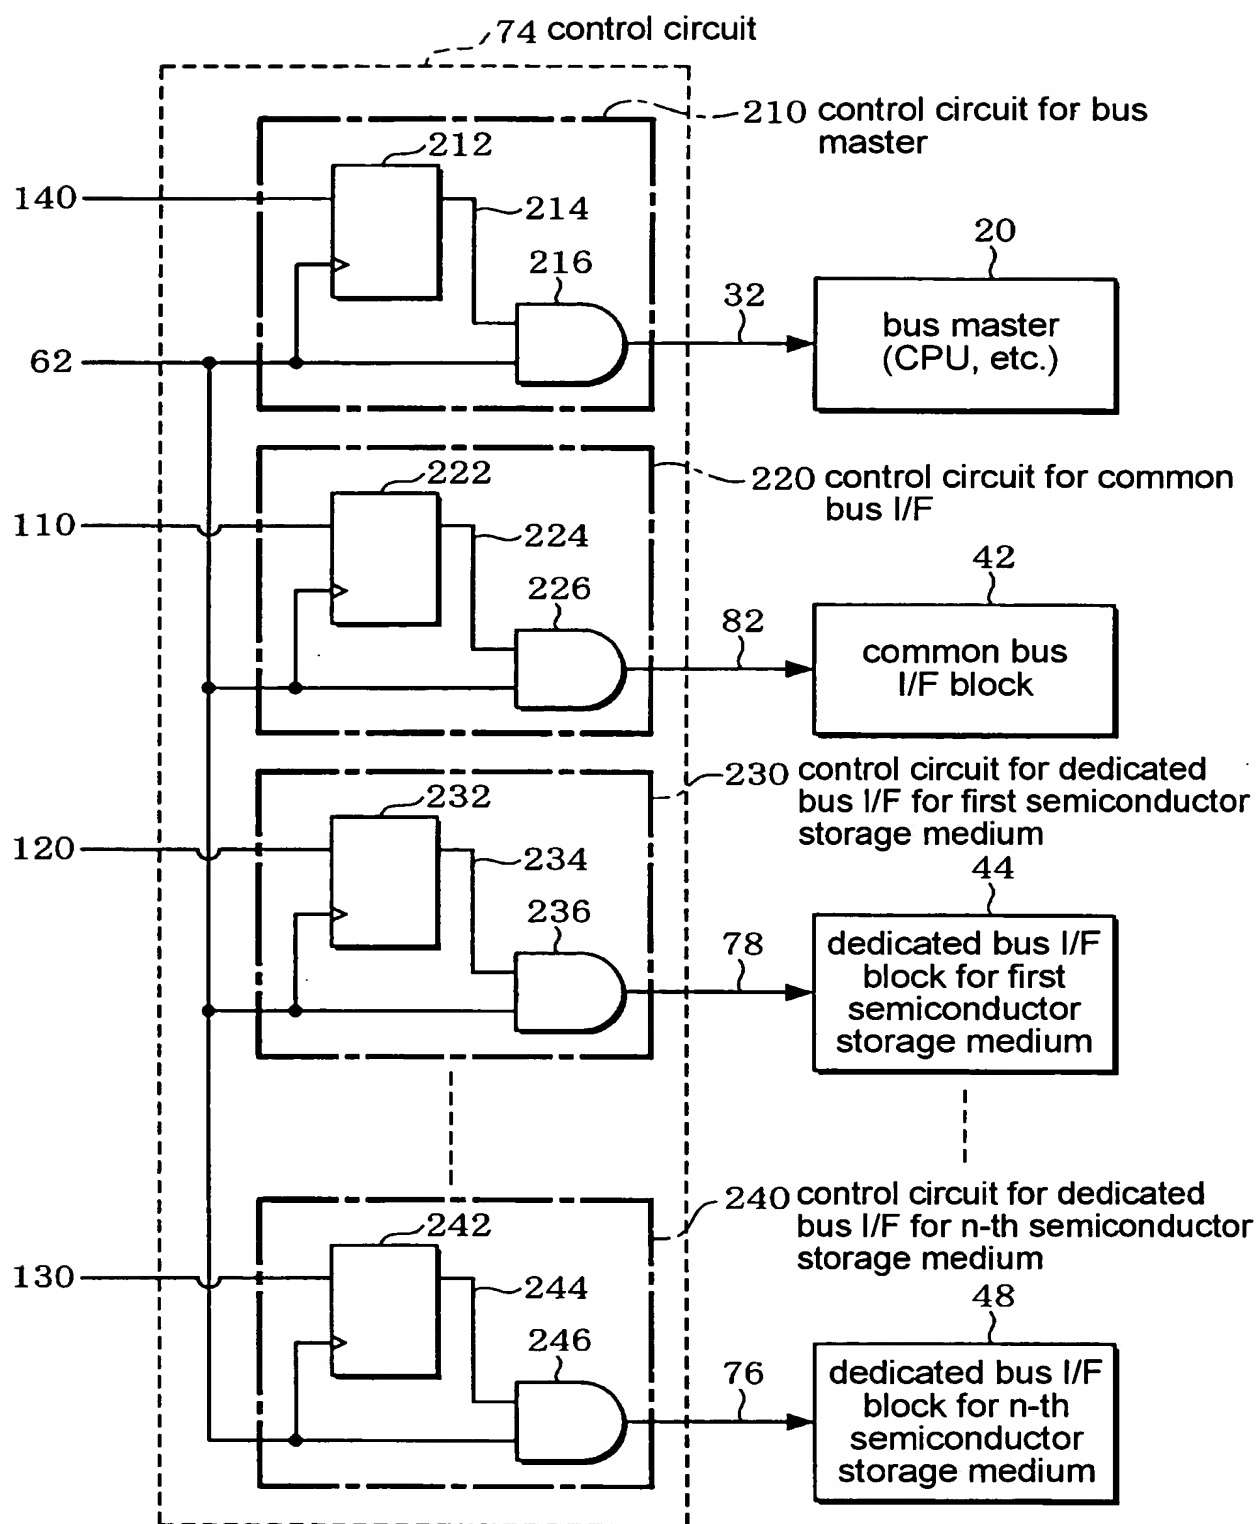 74 control circuit
210 control circuit for bus
master
212
140
214
20
216
32
bus master
(CPU, etc.)
62
222
220 control circuit for common
bus I/F
110
224
42
226
82
common bus
I/F block
232
230 control circuit for dedicated
bus I/F for first semiconductor
storage medium
120
234
44
236
78
dedicated bus I/F
block for first
semiconductor
storage medium
242
240 control circuit for dedicated
bus I/F for n-th semiconductor
storage medium
130
244
48
246
76
dedicated bus I/F
block for n-th
semiconductor
storage medium